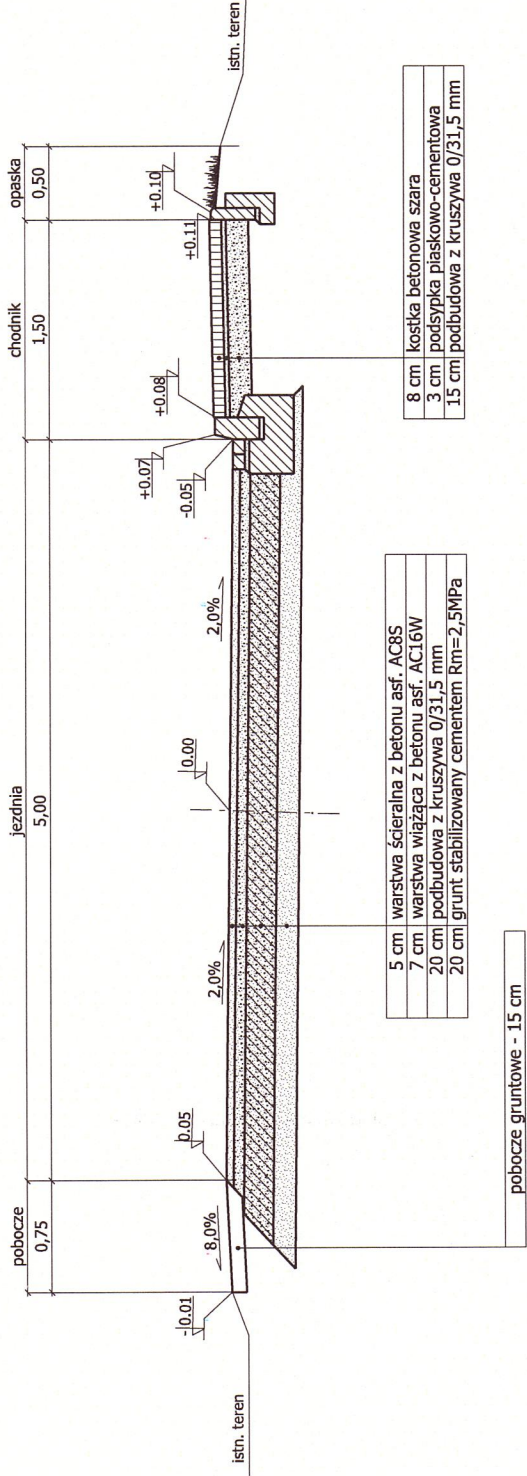 pobocze
jezdnia
chodnik
opaska
0,75
5,00
1,50
0,50
istn. teren
- 0.01
8,0%
0.05
2,0%
0.00
2,0%
-0.05
+0.07
+0.08
+0.11
+0.10
istn. teren
5 cm warstwa ścieralna z betonu asf. AC8S
7 cm warstwa wiążąca z betonu asf. AC16W
20 cm podbudowa z kruszywa 0/31,5 mm
20 cm grunt stabilizowany cementem Rm=2,5MPa
8 cm kostka betonowa szara
3 cm podsypka piaskowo-cementowa
15 cm podbudowa z kruszywa 0/31,5 mm
pobocze gruntowe - 15 cm